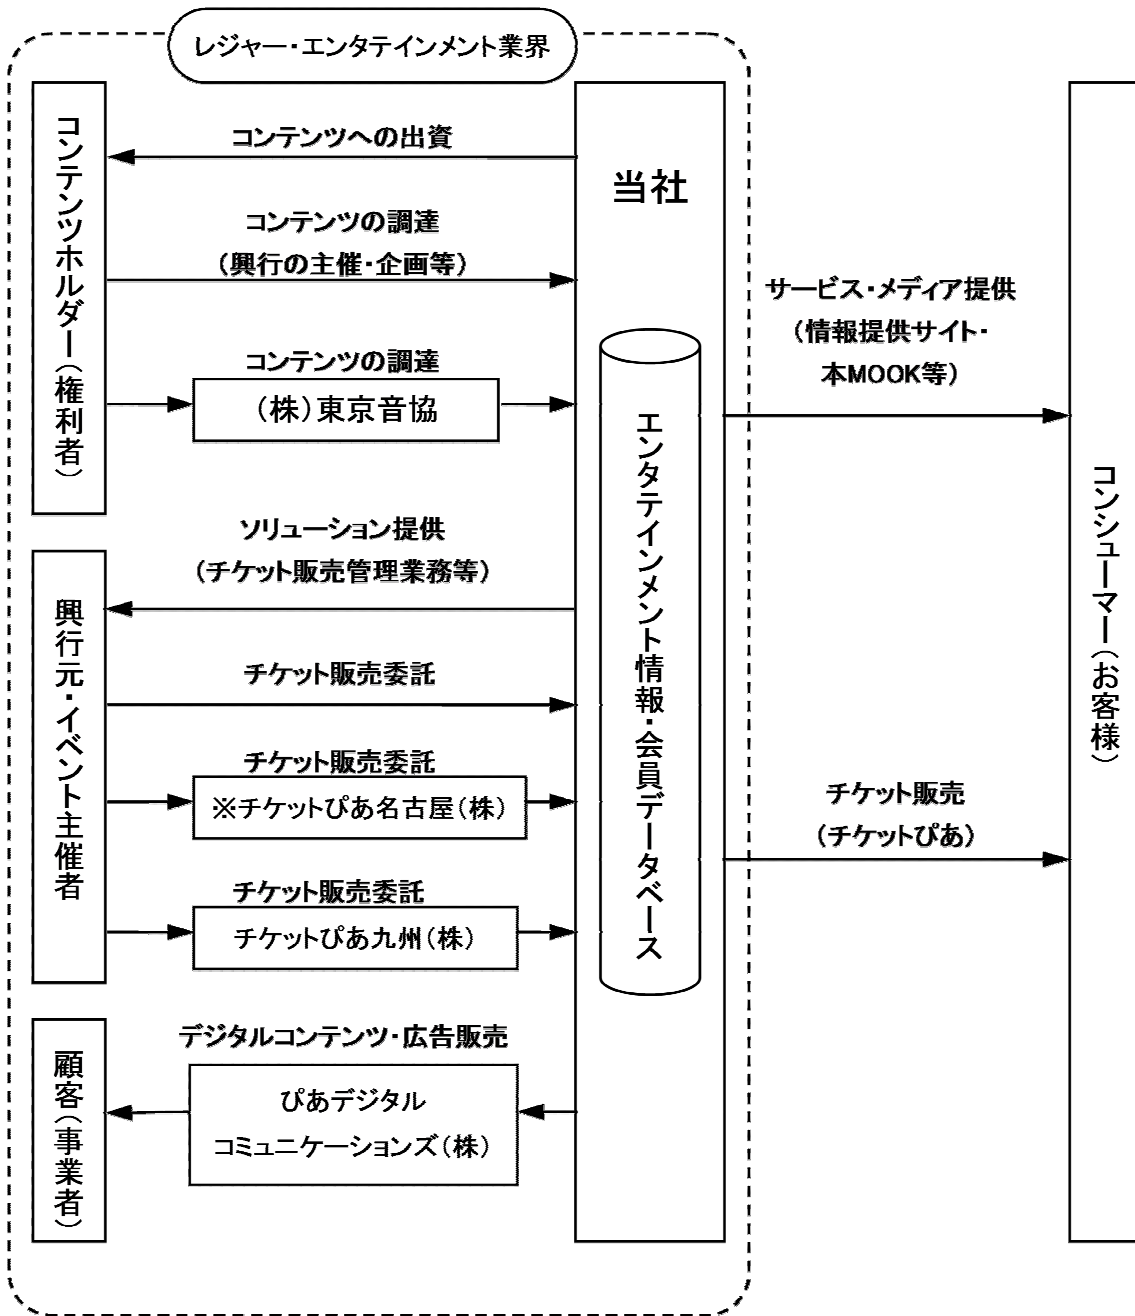 レジャー・エンタテインメント業界
コンテンツホルダー（権利者）
コンテンツへの出資
コンテンツの調達
（興行の主催・企画等）
コンテンツの調達
（株）東京音協
興行元・イベント主催者
ソリューション提供
（チケット販売管理業務等）
チケット販売委託
チケット販売委託
※チケットぴあ名古屋（株）
チケット販売委託
チケットぴあ九州（株）
顧客（事業者）
デジタルコンテンツ・広告販売
ぴあデジタル
コミュニケーションズ（株）
当社
エンタテインメント情報・会員データベース
サービス・メディア提供
（情報提供サイト・
本MOOK等）
チケット販売
（チケットぴあ）
コンシューマー（お客様）